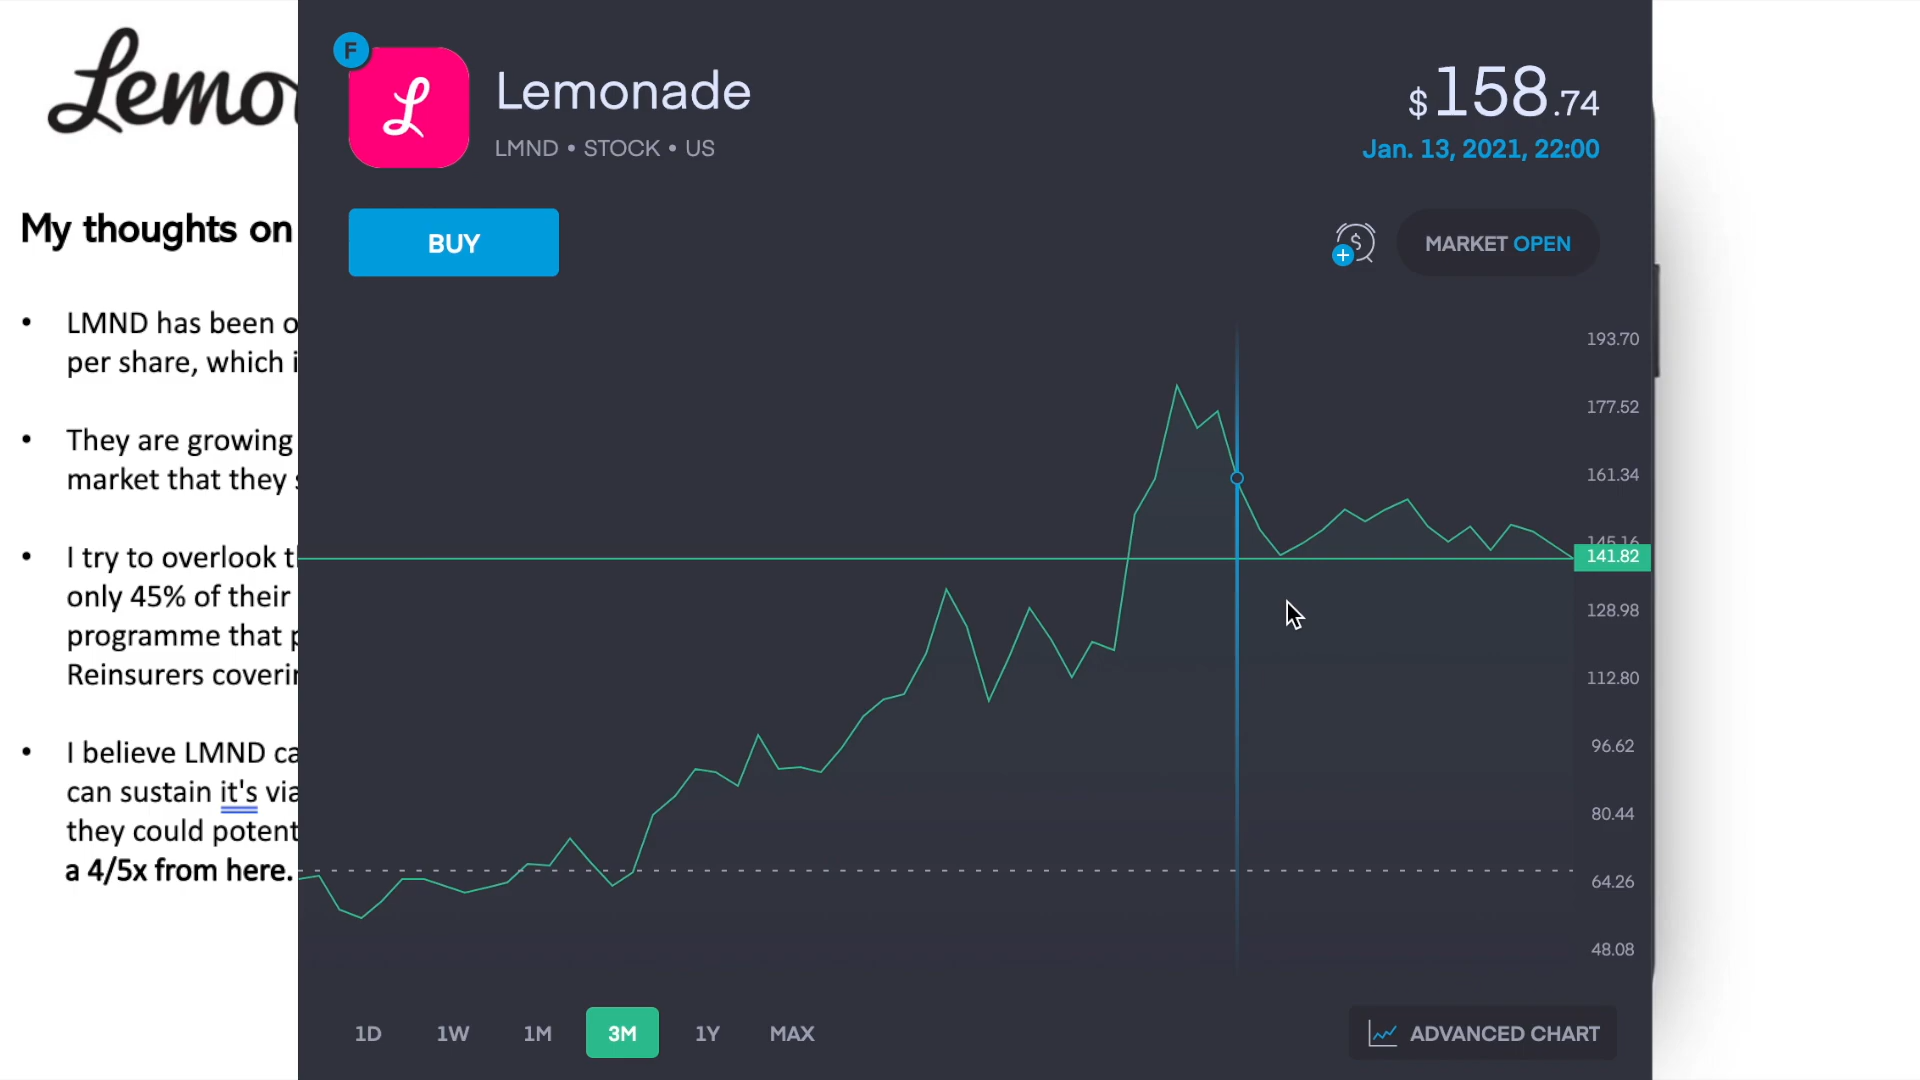 Lemo
F
L
Lemonade
LMND • STOCK • US
$158.74
Jan. 13, 2021, 22:00
BUY
$
+
MARKET OPEN
My thoughts on
• LMND has been o
per share, which i
• They are growing
market that they s
• I try to overlook t
only 45% of their
programme that p
Reinsurers coverin
• I believe LMND ca
can sustain it's via
they could potent
a 4/5x from here.
193.70
177.52
161.34
145.16
141.82
128.98
112.80
96.62
80.44
64.26
48.08
1D 1W 1M 3M 1Y MAX
ADVANCED CHART